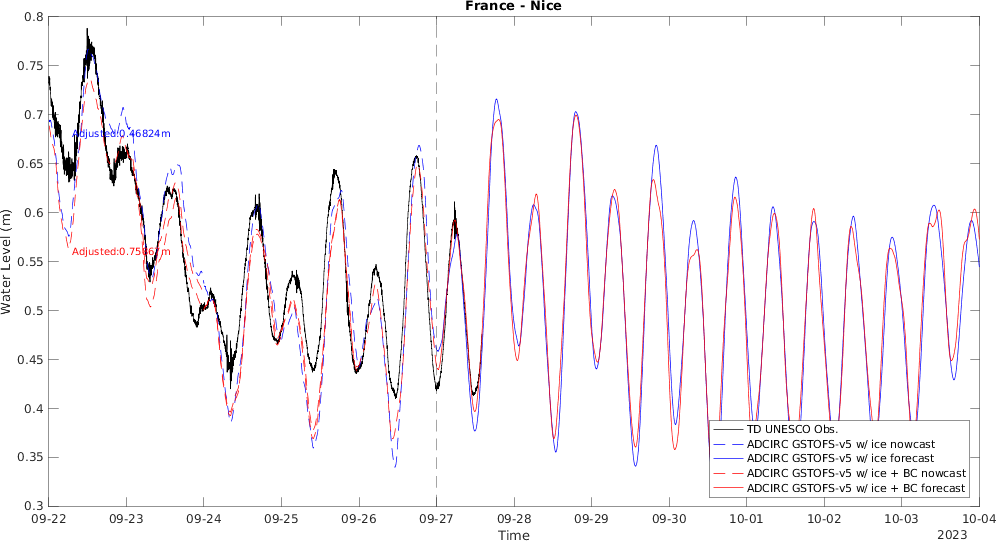 France - Nice
Water Level (m)
0.8
0.75
0.7
0.65
0.6
0.55
0.5
0.45
0.4
0.35
0.3
Adjusted:0.46824m
TD UNESCO Obs.
ADCIRC GSTOFS-v5 w/ ice nowcast
ADCIRC GSTOFS-v5 w/ ice forecast
ADCIRC GSTOFS-v5 w/ ice + BC nowcast
ADCIRC GSTOFS-v5 w/ ice + BC forecast
09-22 09-23 09-24 09-25 09-26 09-27 09-28 09-29 09-30 10-01 10-02 10-03 10-04
Time
2023